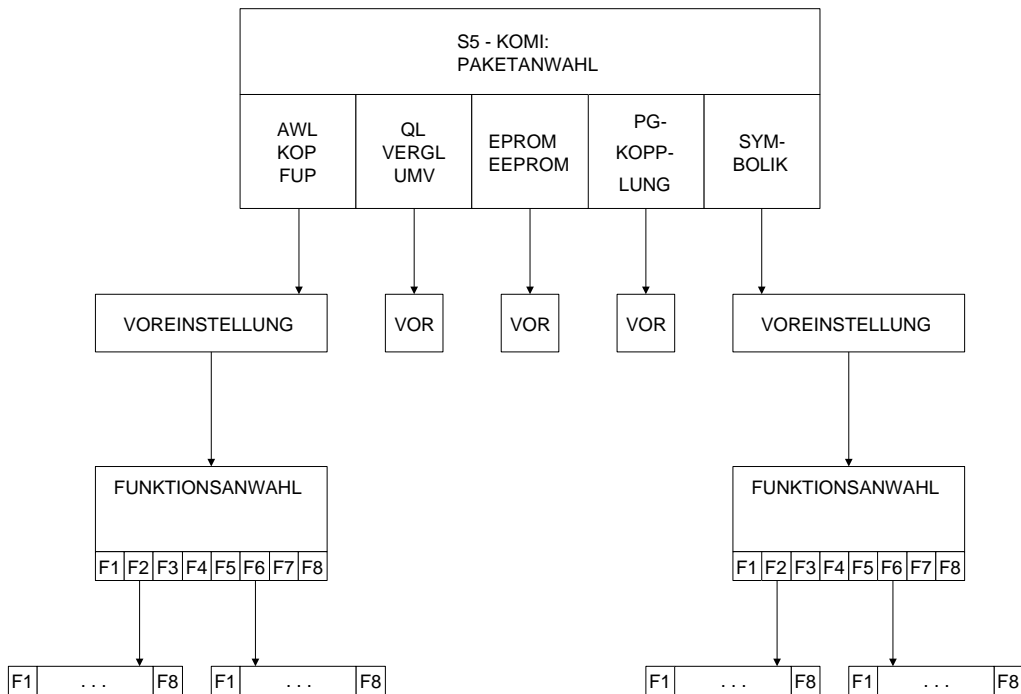 S5 - KOMI:
PAKETANWAHL
AWL
KOP
FUP
QL
VERGL
UMV
EPROM
EEPROM
PG-
KOPP-
LUNG
SYM-
BOLIK
VOREINSTELLUNG
VOR
VOR
VOR
VOREINSTELLUNG
FUNKTIONSANWAHL
F1 F2 F3 F4 F5 F6 F7 F8
FUNKTIONSANWAHL
F1 F2 F3 F4 F5 F6 F7 F8
F1 . . . F8
F1 . . . F8
F1 . . . F8
F1 . . . F8